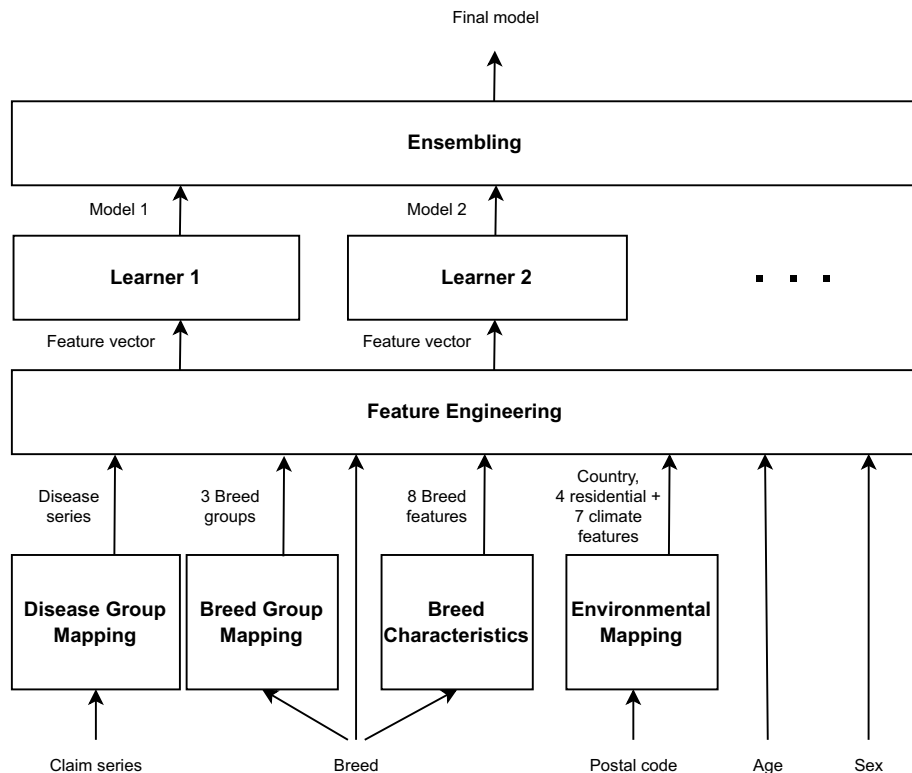 Final model
Ensembling
Model 1
Model 2
Learner 1
Learner 2
Feature vector
Feature vector
Feature Engineering
Disease
series
3 Breed
groups
8 Breed
features
Country,
4 residential +
7 climate
features
Disease Group
Mapping
Breed Group
Mapping
Breed
Characteristics
Environmental
Mapping
Claim series
Breed
Postal code
Age
Sex